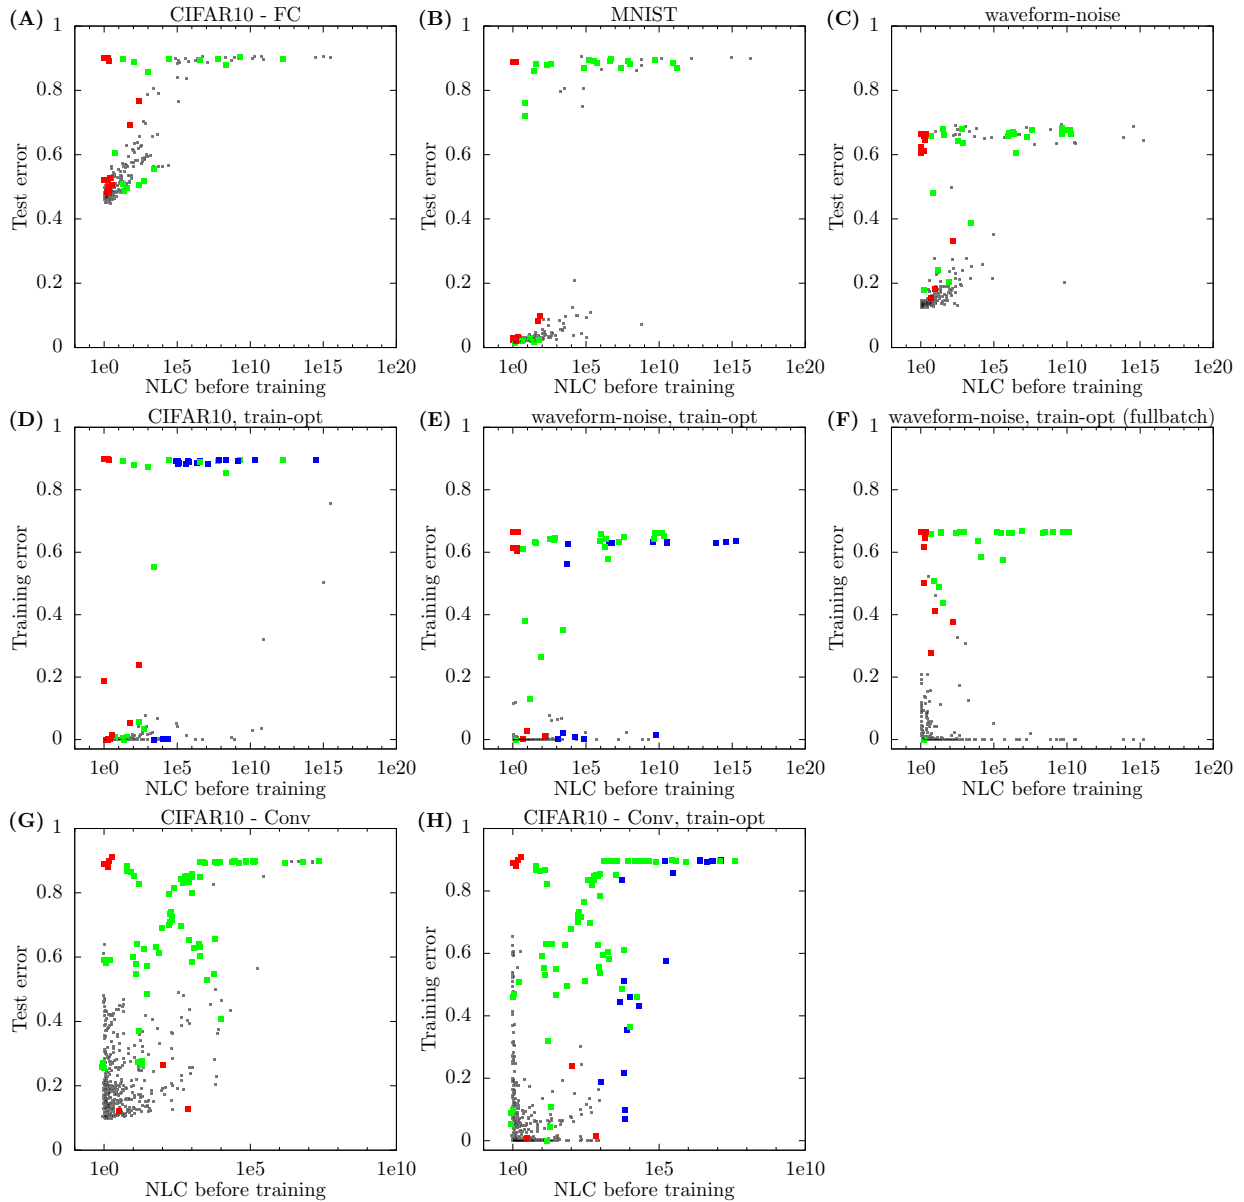 (A) CIFAR10 - FC
(B) MNIST
(C) waveform-noise
1
0.8
0.6
0.4
0.2
0
Test error
1e0 1e5 1e10 1e15 1e20
NLC before training
1
0.8
0.6
0.4
0.2
0
Test error
1e0 1e5 1e10 1e15 1e20
NLC before training
1
0.8
0.6
0.4
0.2
0
Test error
1e0 1e5 1e10 1e15 1e20
NLC before training
(D) CIFAR10, train-opt
(E) waveform-noise, train-opt
(F) waveform-noise, train-opt (fullbatch)
1
0.8
0.6
0.4
0.2
0
Training error
1e0 1e5 1e10 1e15 1e20
NLC before training
1
0.8
0.6
0.4
0.2
0
Training error
1e0 1e5 1e10 1e15 1e20
NLC before training
1
0.8
0.6
0.4
0.2
0
Training error
1e0 1e5 1e10 1e15 1e20
NLC before training
(G) CIFAR10 - Conv
(H) CIFAR10 - Conv, train-opt
1
0.8
0.6
0.4
0.2
0
Test error
1e0 1e5 1e10
NLC before training
1
0.8
0.6
0.4
0.2
0
Training error
1e0 1e5 1e10
NLC before training